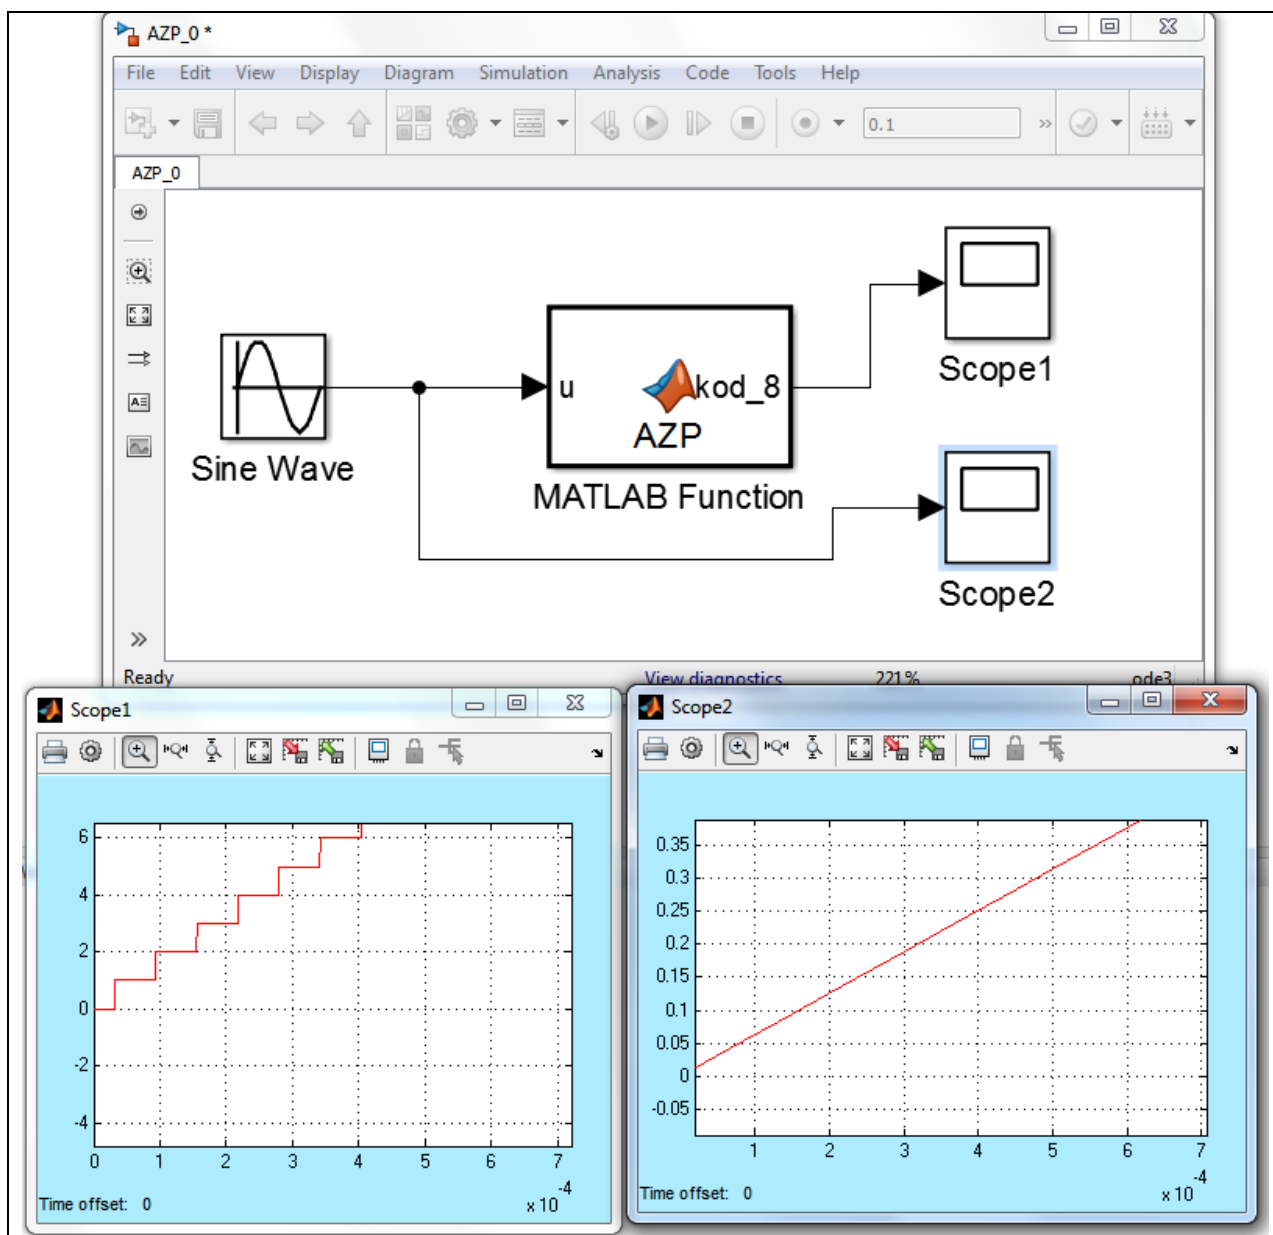 AZP_0 *
File Edit View Display Diagram Simulation Analysis Code Tools Help
0.1
AZP_0
Scope1
u
kod_8
AZP
Sine Wave
MATLAB Function
Scope2
Ready
View diagnostics
221%
ode3
Scope1
6
4
2
0
-2
-4
0 1 2 3 4 5 6 7
x 10
-4
Time offset: 0
Scope2
0.35
0.3
0.25
0.2
0.15
0.1
0.05
0
-0.05
1 2 3 4 5 6 7
x 10
-4
Time offset: 0